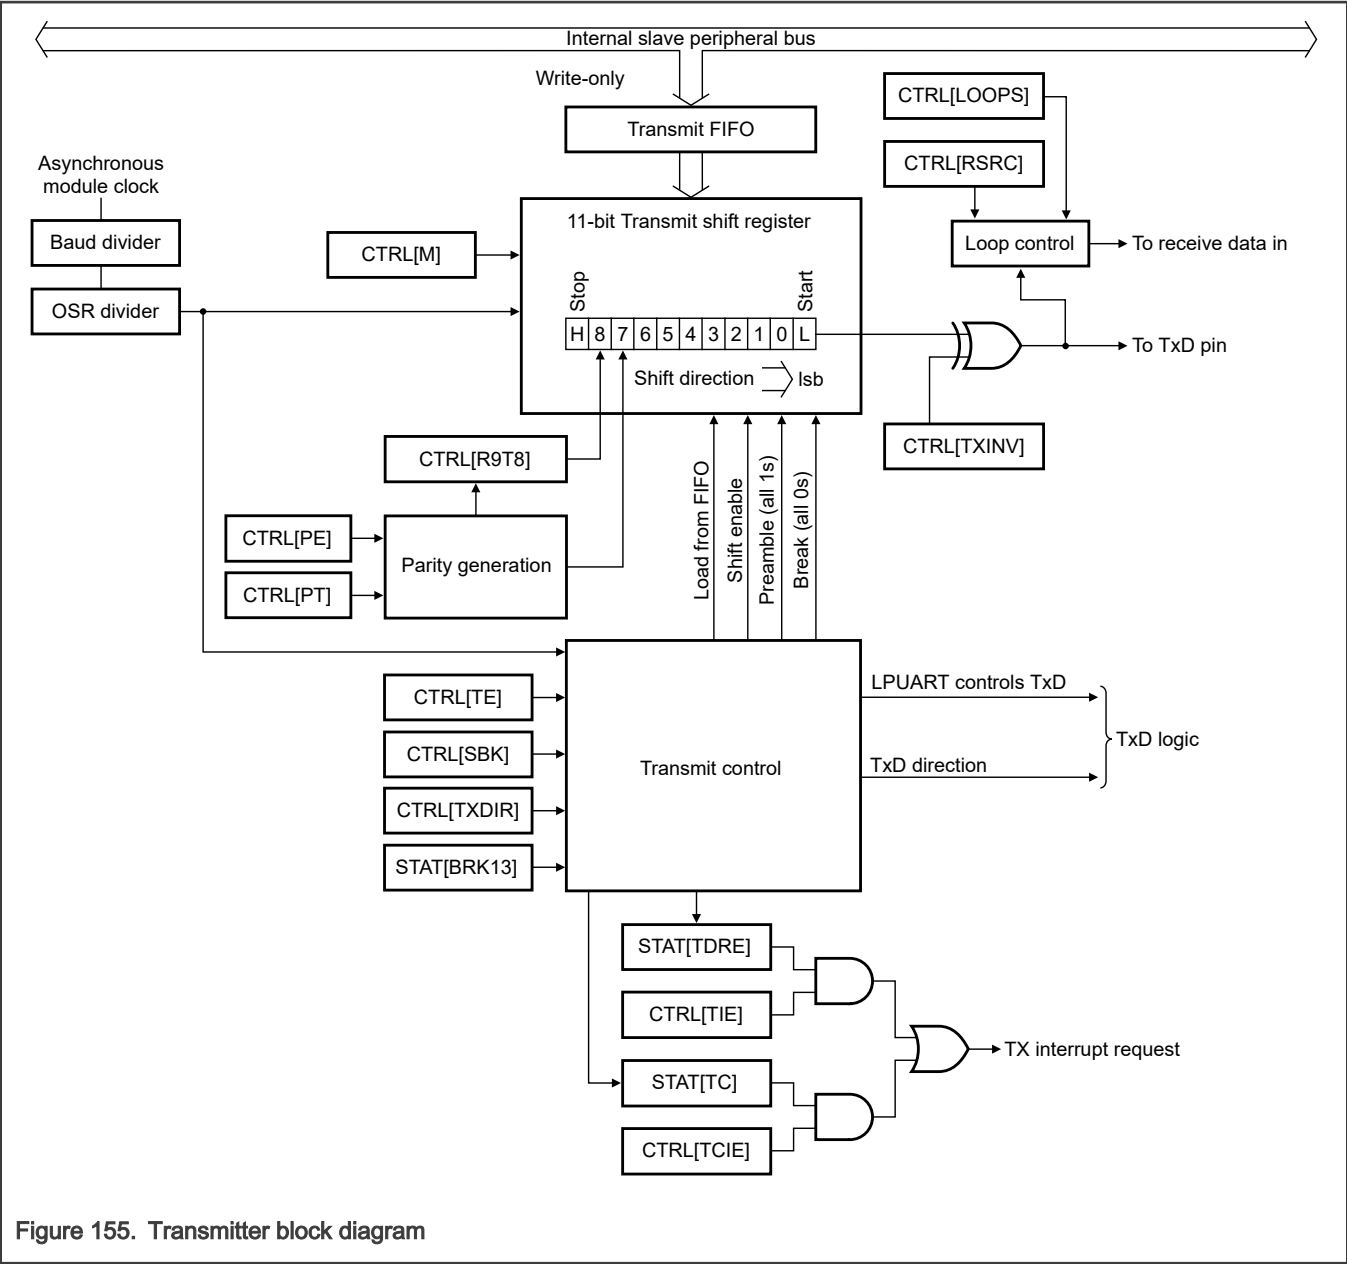 Internal slave peripheral bus
Write-only
Transmit FIFO
CTRL[LOOPS]
CTRL[RSRC]
Asynchronous
module clock
Baud divider
OSR divider
CTRL[M]
11-bit Transmit shift register
Stop
Start
H 8 7 6 5 4 3 2 1 0 L
Shift direction
lsb
Loop control
To receive data in
To TxD pin
CTRL[TXINV]
CTRL[R9T8]
CTRL[PE]
CTRL[PT]
Parity generation
Load from FIFO
Shift enable
Preamble (all 1s)
Break (all 0s)
CTRL[TE]
CTRL[SBK]
CTRL[TXDIR]
STAT[BRK13]
Transmit control
LPUART controls TxD
TxD direction
TxD logic
STAT[TDRE]
CTRL[TIE]
STAT[TC]
CTRL[TCIE]
TX interrupt request
Figure 155. Transmitter block diagram